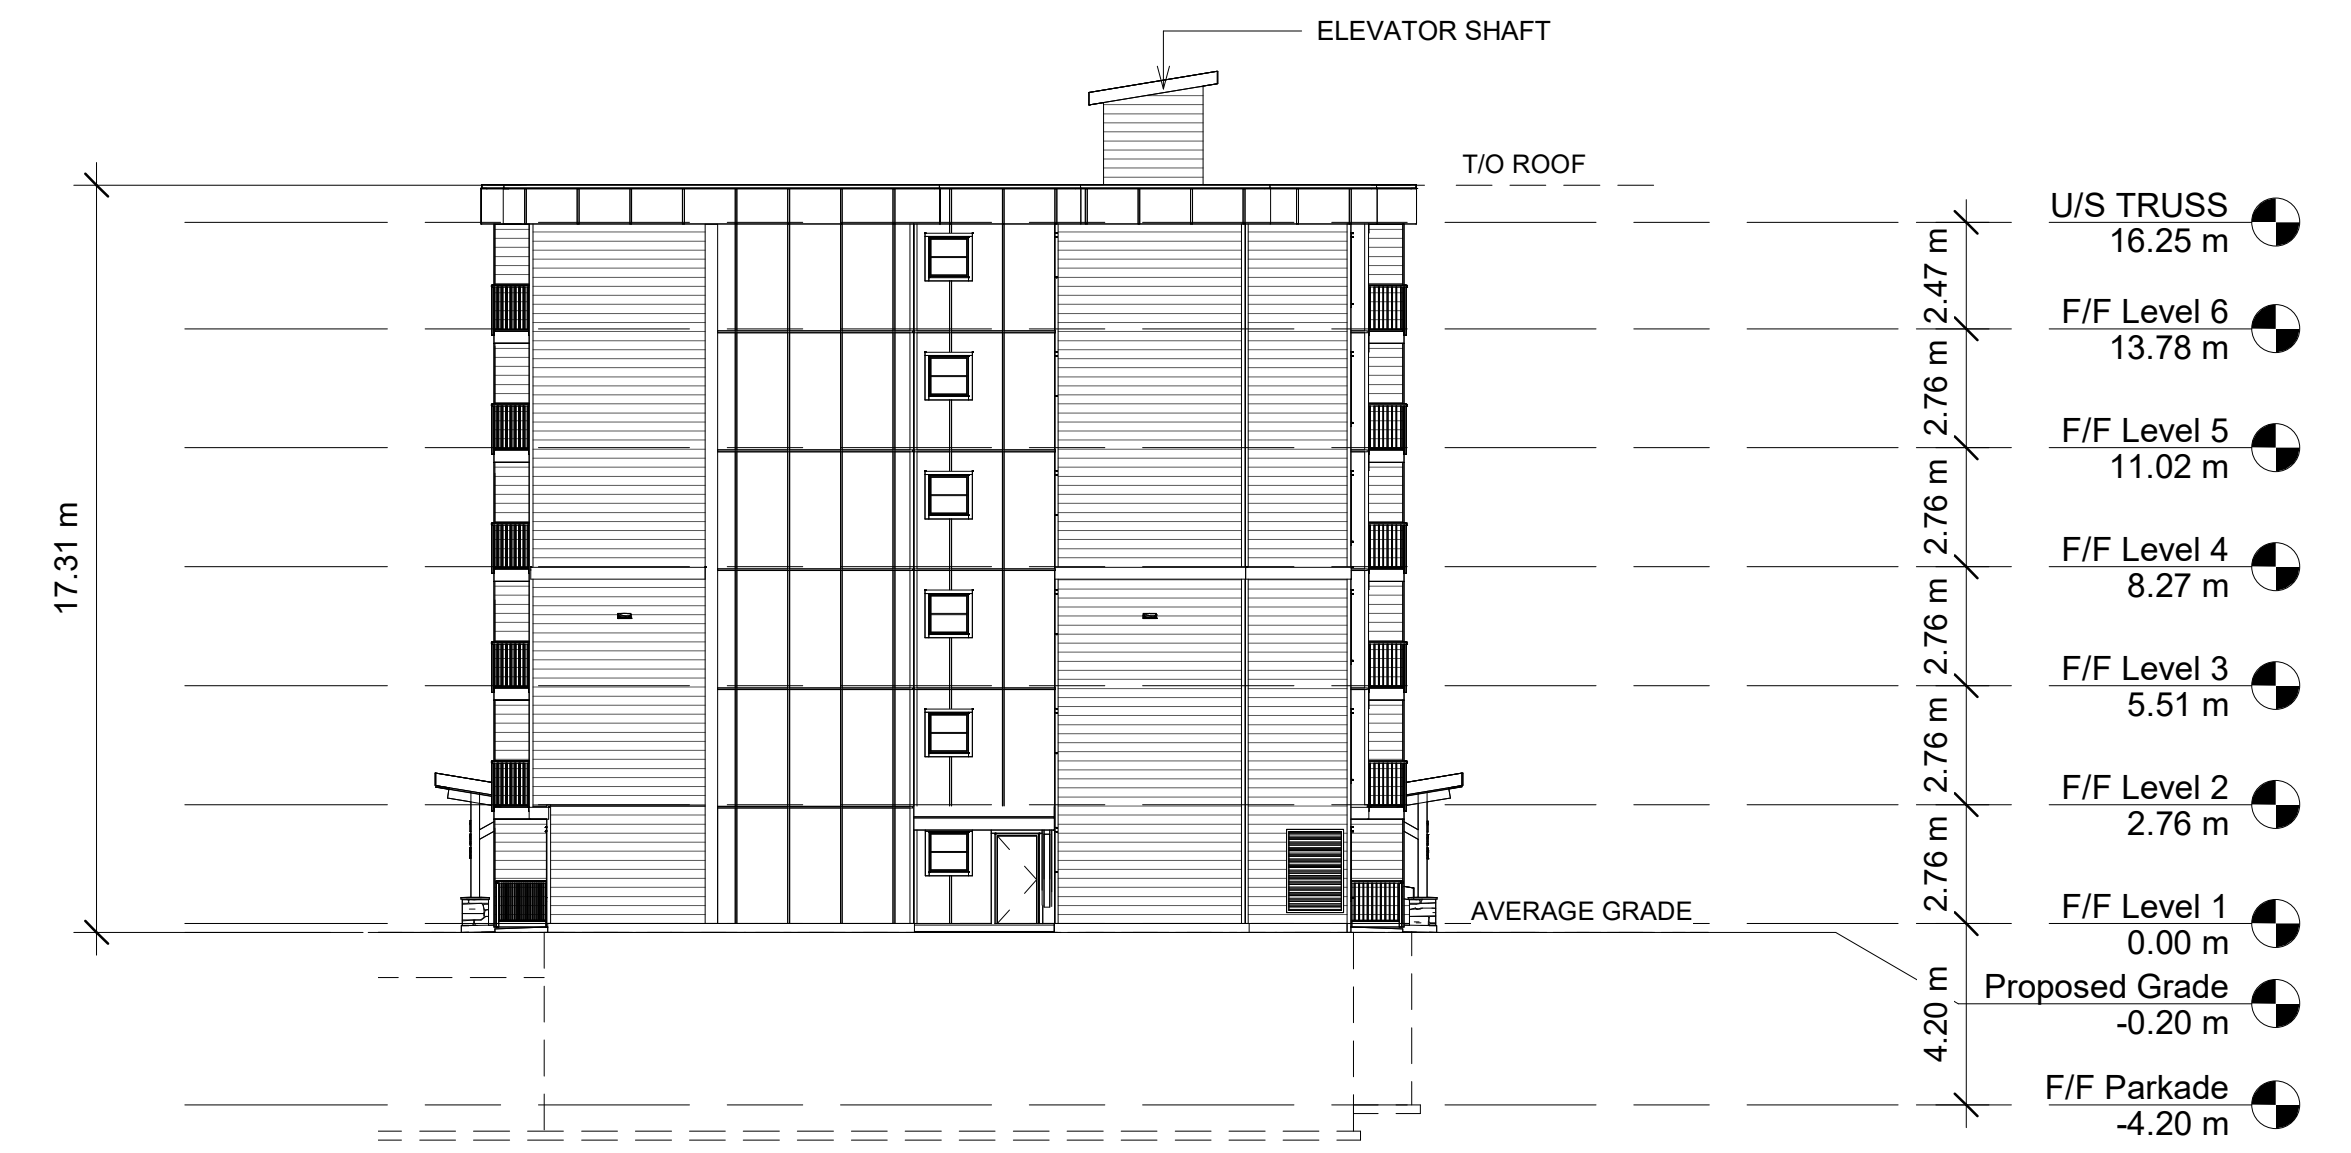 ELEVATOR SHAFT
T/O ROOF
U/S TRUSS
16.25 m
2.47 m
F/F Level 6
13.78 m
2.76 m
F/F Level 5
11.02 m
2.76 m
17.31 m
F/F Level 4
8.27 m
2.76 m
F/F Level 3
5.51 m
2.76 m
F/F Level 2
2.76 m
2.76 m
AVERAGE GRADE
F/F Level 1
0.00 m
4.20 m
Proposed Grade
-0.20 m
F/F Parkade
-4.20 m